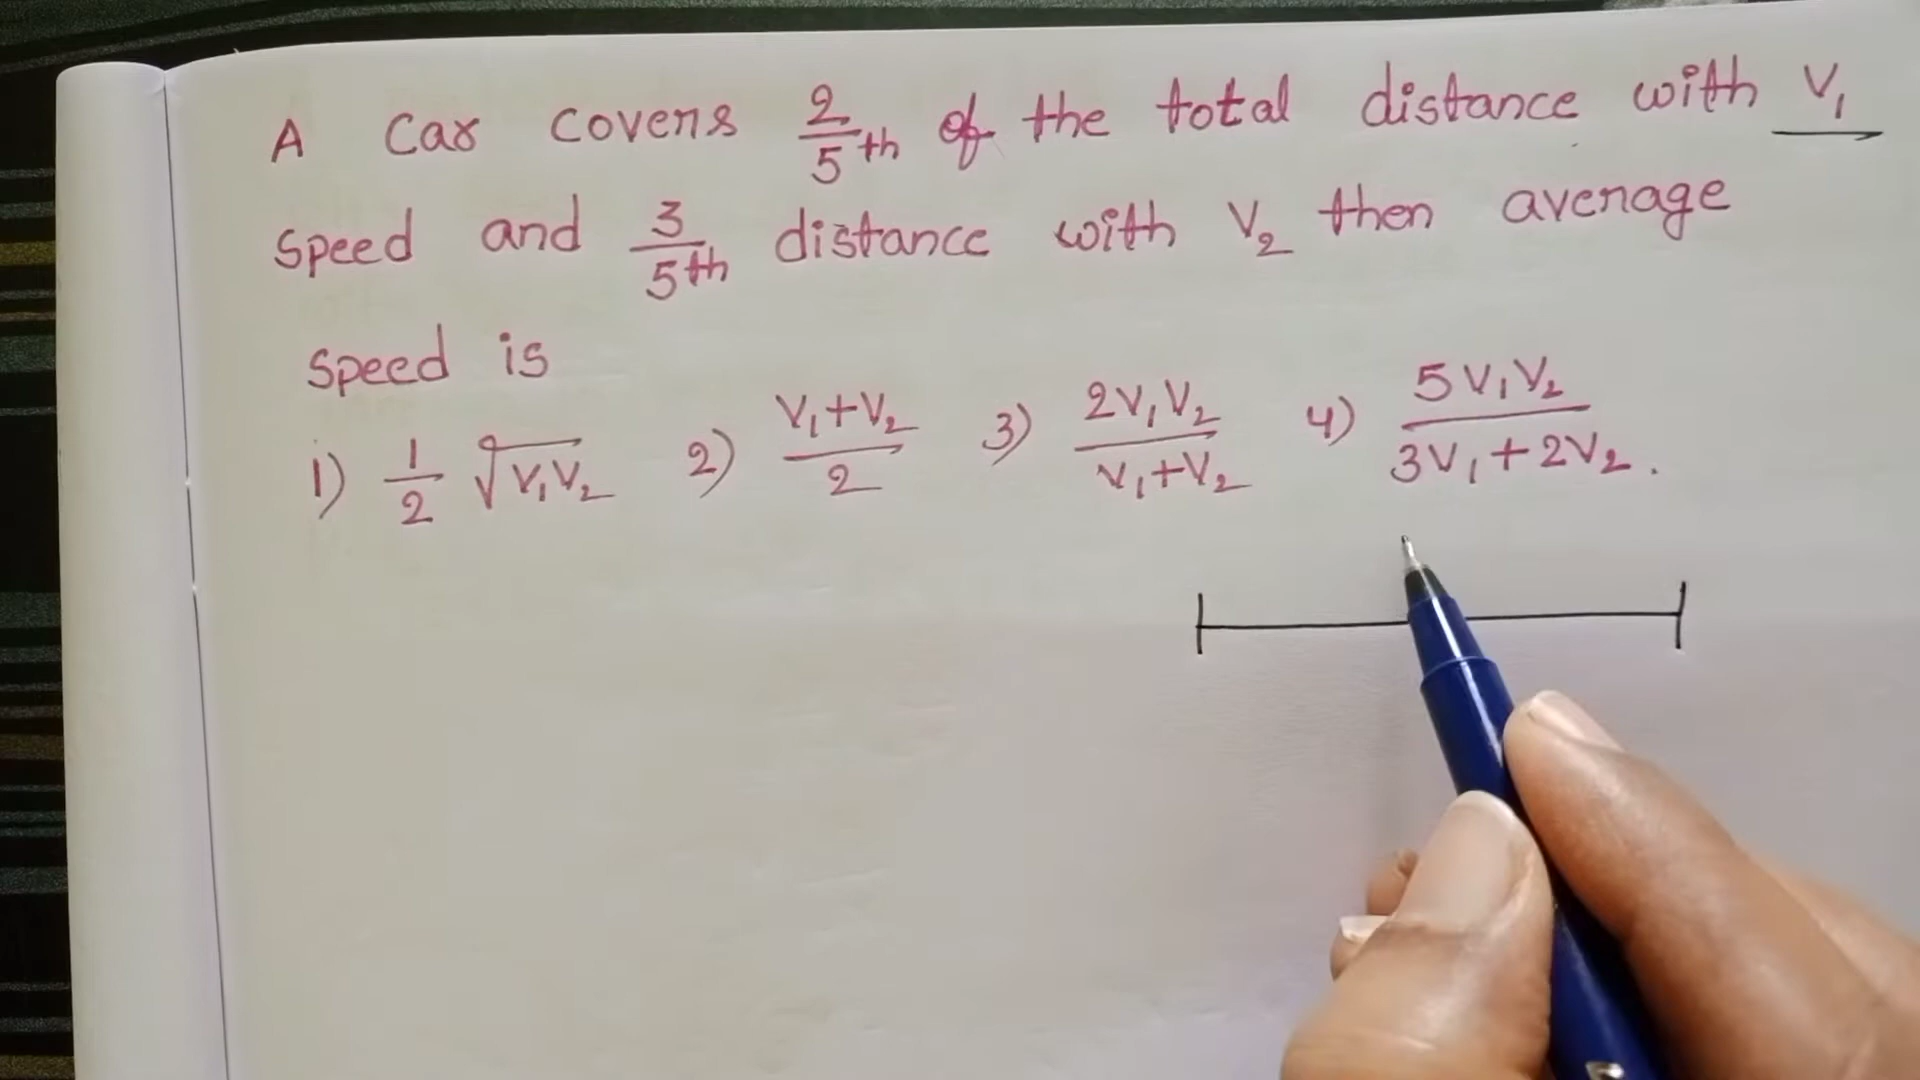 A Car covers 2/5th of the total distance with V₁
Speed and 3/5th distance with V₂ then average
speed is
1) 1/2 √V₁V₂ 2) V₁+V₂/2 3) 2V₁V₂/V₁+V₂ 4) 5V₁V₂/3V₁+2V₂.